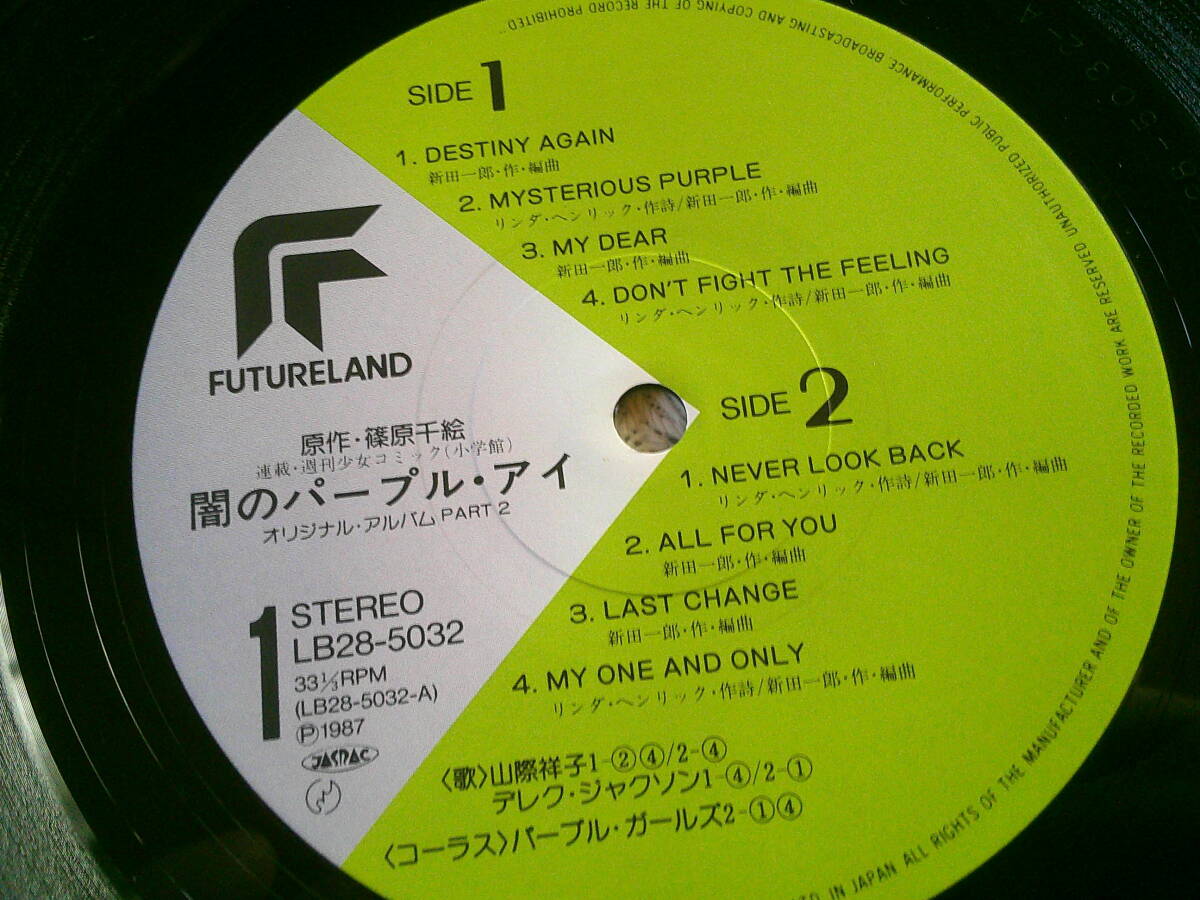 SIDE 1
1. DESTINY AGAIN
新田一郎・作・編曲
2. MYSTERIOUS PURPLE
リンダ・ヘンリック・作詩/新田一郎・作・編曲
3. MY DEAR
新田一郎・作・編曲
4. DON'T FIGHT THE FEELING
リンダ・ヘンリック・作詩/新田一郎・作・編曲
SIDE 2
1. NEVER LOOK BACK
リンダ・ヘンリック・作詩/新田一郎・作・編曲
2. ALL FOR YOU
新田一郎・作・編曲
3. LAST CHANGE
新田一郎・作・編曲
4. MY ONE AND ONLY
リンダ・ヘンリック・作詩/新田一郎・作・編曲
〈歌〉山際祥子1-②④/2-④
デレク・ジャクソン1-④/2-①
〈コーラス〉パープル・ガールズ2-①④
FUTURELAND
原作・篠原千絵
連載・週刊少女コミック(小学館)
闇のパープル・アイ
オリジナル・アルバム PART 2
1 STEREO
LB28-5032
33⅓RPM
(LB28-5032-A)
Ⓟ1987
JASRAC
IN JAPAN ALL RIGHTS OF THE MANUFACTURER AND OF THE OWNER OF THE RECORDED WORK ARE RESERVED UNAUTHORIZED PUBLIC PERFORMANCE. BROADCASTING AND COPYING OF THE RECORD PROHIBITED...